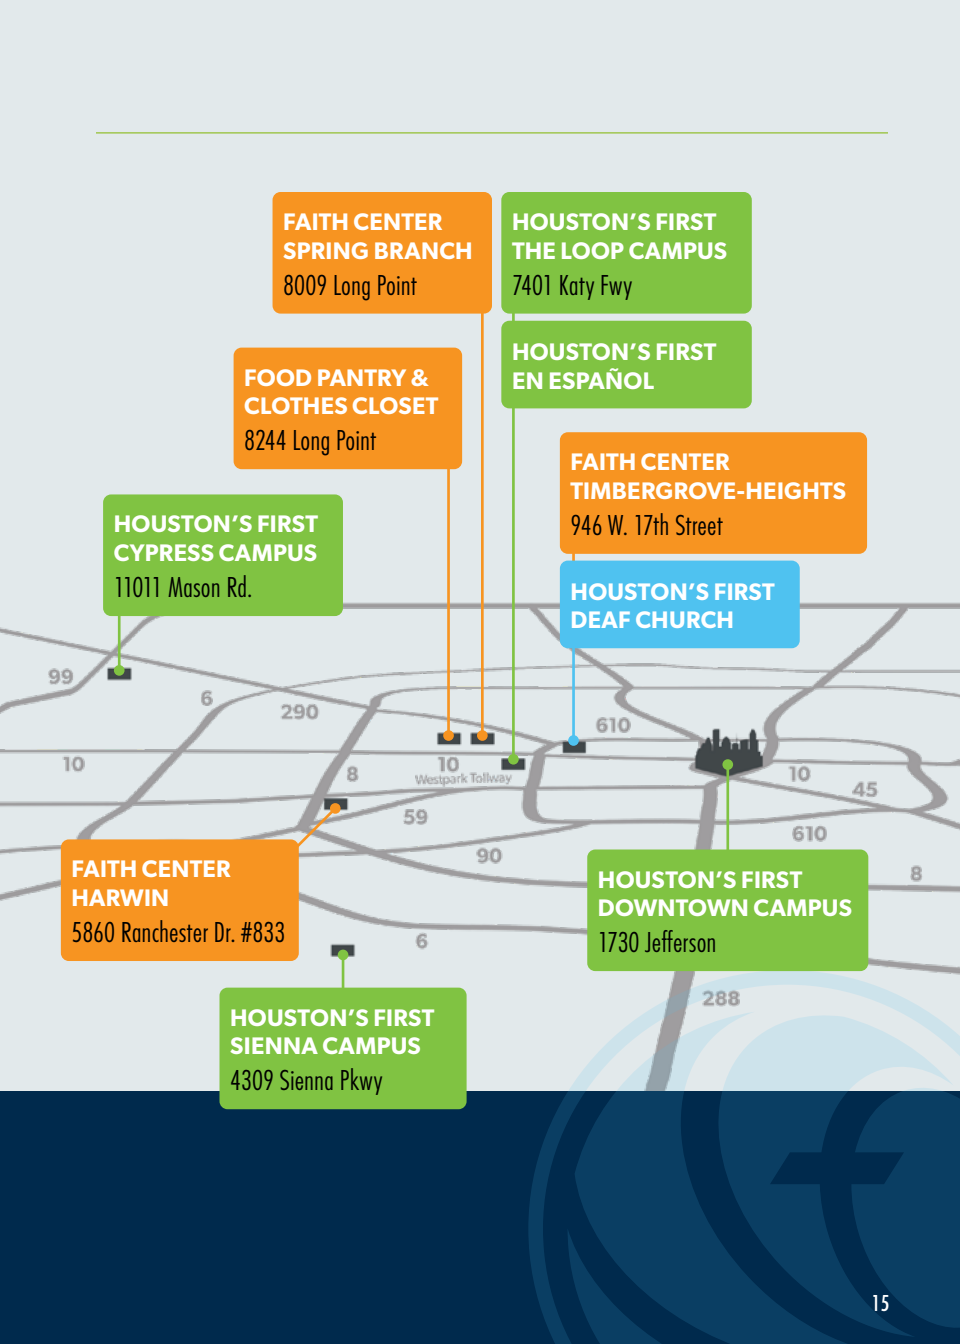 FAITH CENTER
SPRING BRANCH
8009 Long Point
HOUSTON’S FIRST
THE LOOP CAMPUS
7401 Katy Fwy
HOUSTON’S FIRST
EN ESPAÑOL
FOOD PANTRY &
CLOTHES CLOSET
8244 Long Point
FAITH CENTER
TIMBERGROVE-HEIGHTS
946 W. 17th Street
HOUSTON’S FIRST
CYPRESS CAMPUS
11011 Mason Rd.
HOUSTON’S FIRST
DEAF CHURCH
99
6
290
610
10
8
10
Westpark Tollway
10
45
59
610
90
8
FAITH CENTER
HARWIN
5860 Ranchester Dr. #833
HOUSTON’S FIRST
DOWNTOWN CAMPUS
1730 Jefferson
6
288
HOUSTON’S FIRST
SIENNA CAMPUS
4309 Sienna Pkwy
15